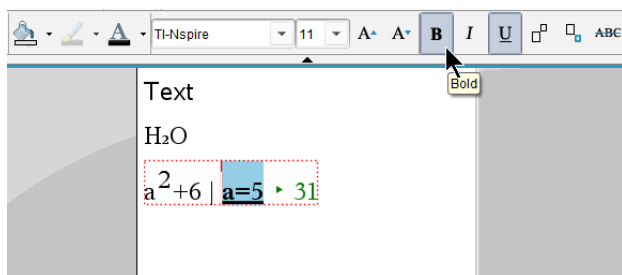 A TI-Nspire 11 A A B I U ABC
Bold
Text
H₂O
a²+6 | a=5 ▸ 31